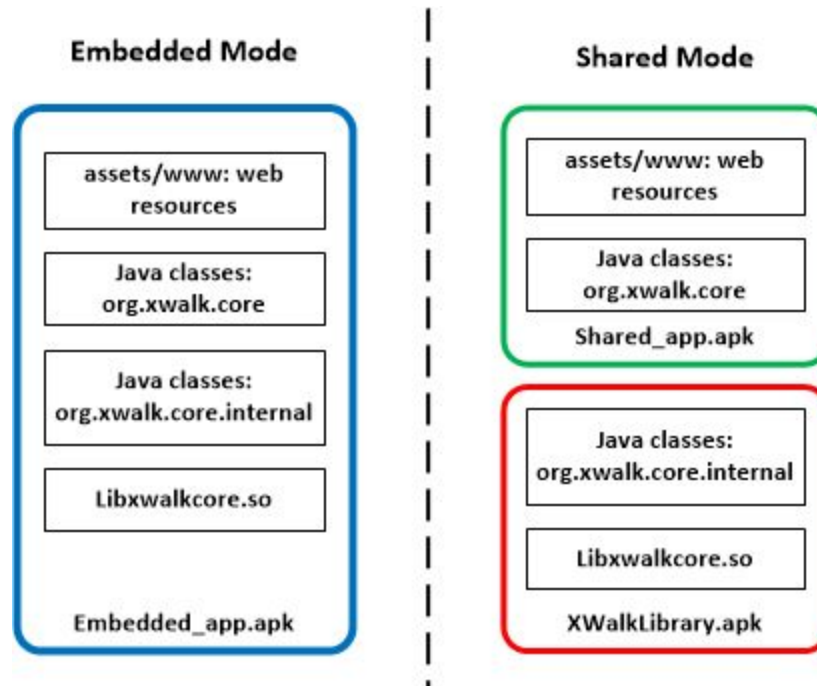 Embedded Mode
assets/www: web
resources
Java classes:
org.xwalk.core
Java classes:
org.xwalk.core.internal
Libxwalkcore.so
Embedded_app.apk
Shared Mode
assets/www: web
resources
Java classes:
org.xwalk.core
Shared_app.apk
Java classes:
org.xwalk.core.internal
Libxwalkcore.so
XWalkLibrary.apk